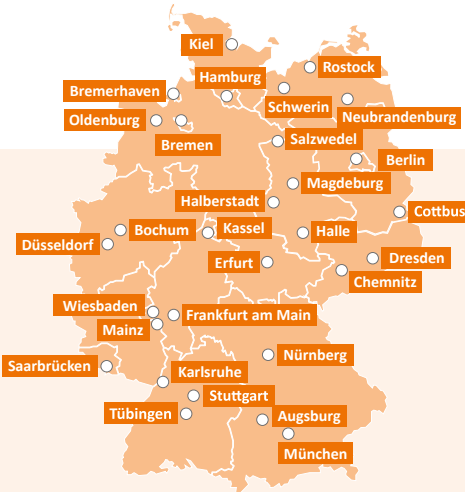 Kiel
Rostock
Hamburg
Bremerhaven
Schwerin
Neubrandenburg
Oldenburg
Bremen
Salzwedel
Berlin
Magdeburg
Halberstadt
Cottbus
Bochum
Kassel
Halle
Düsseldorf
Erfurt
Dresden
Chemnitz
Wiesbaden
Frankfurt am Main
Mainz
Nürnberg
Saarbrücken
Karlsruhe
Stuttgart
Tübingen
Augsburg
München